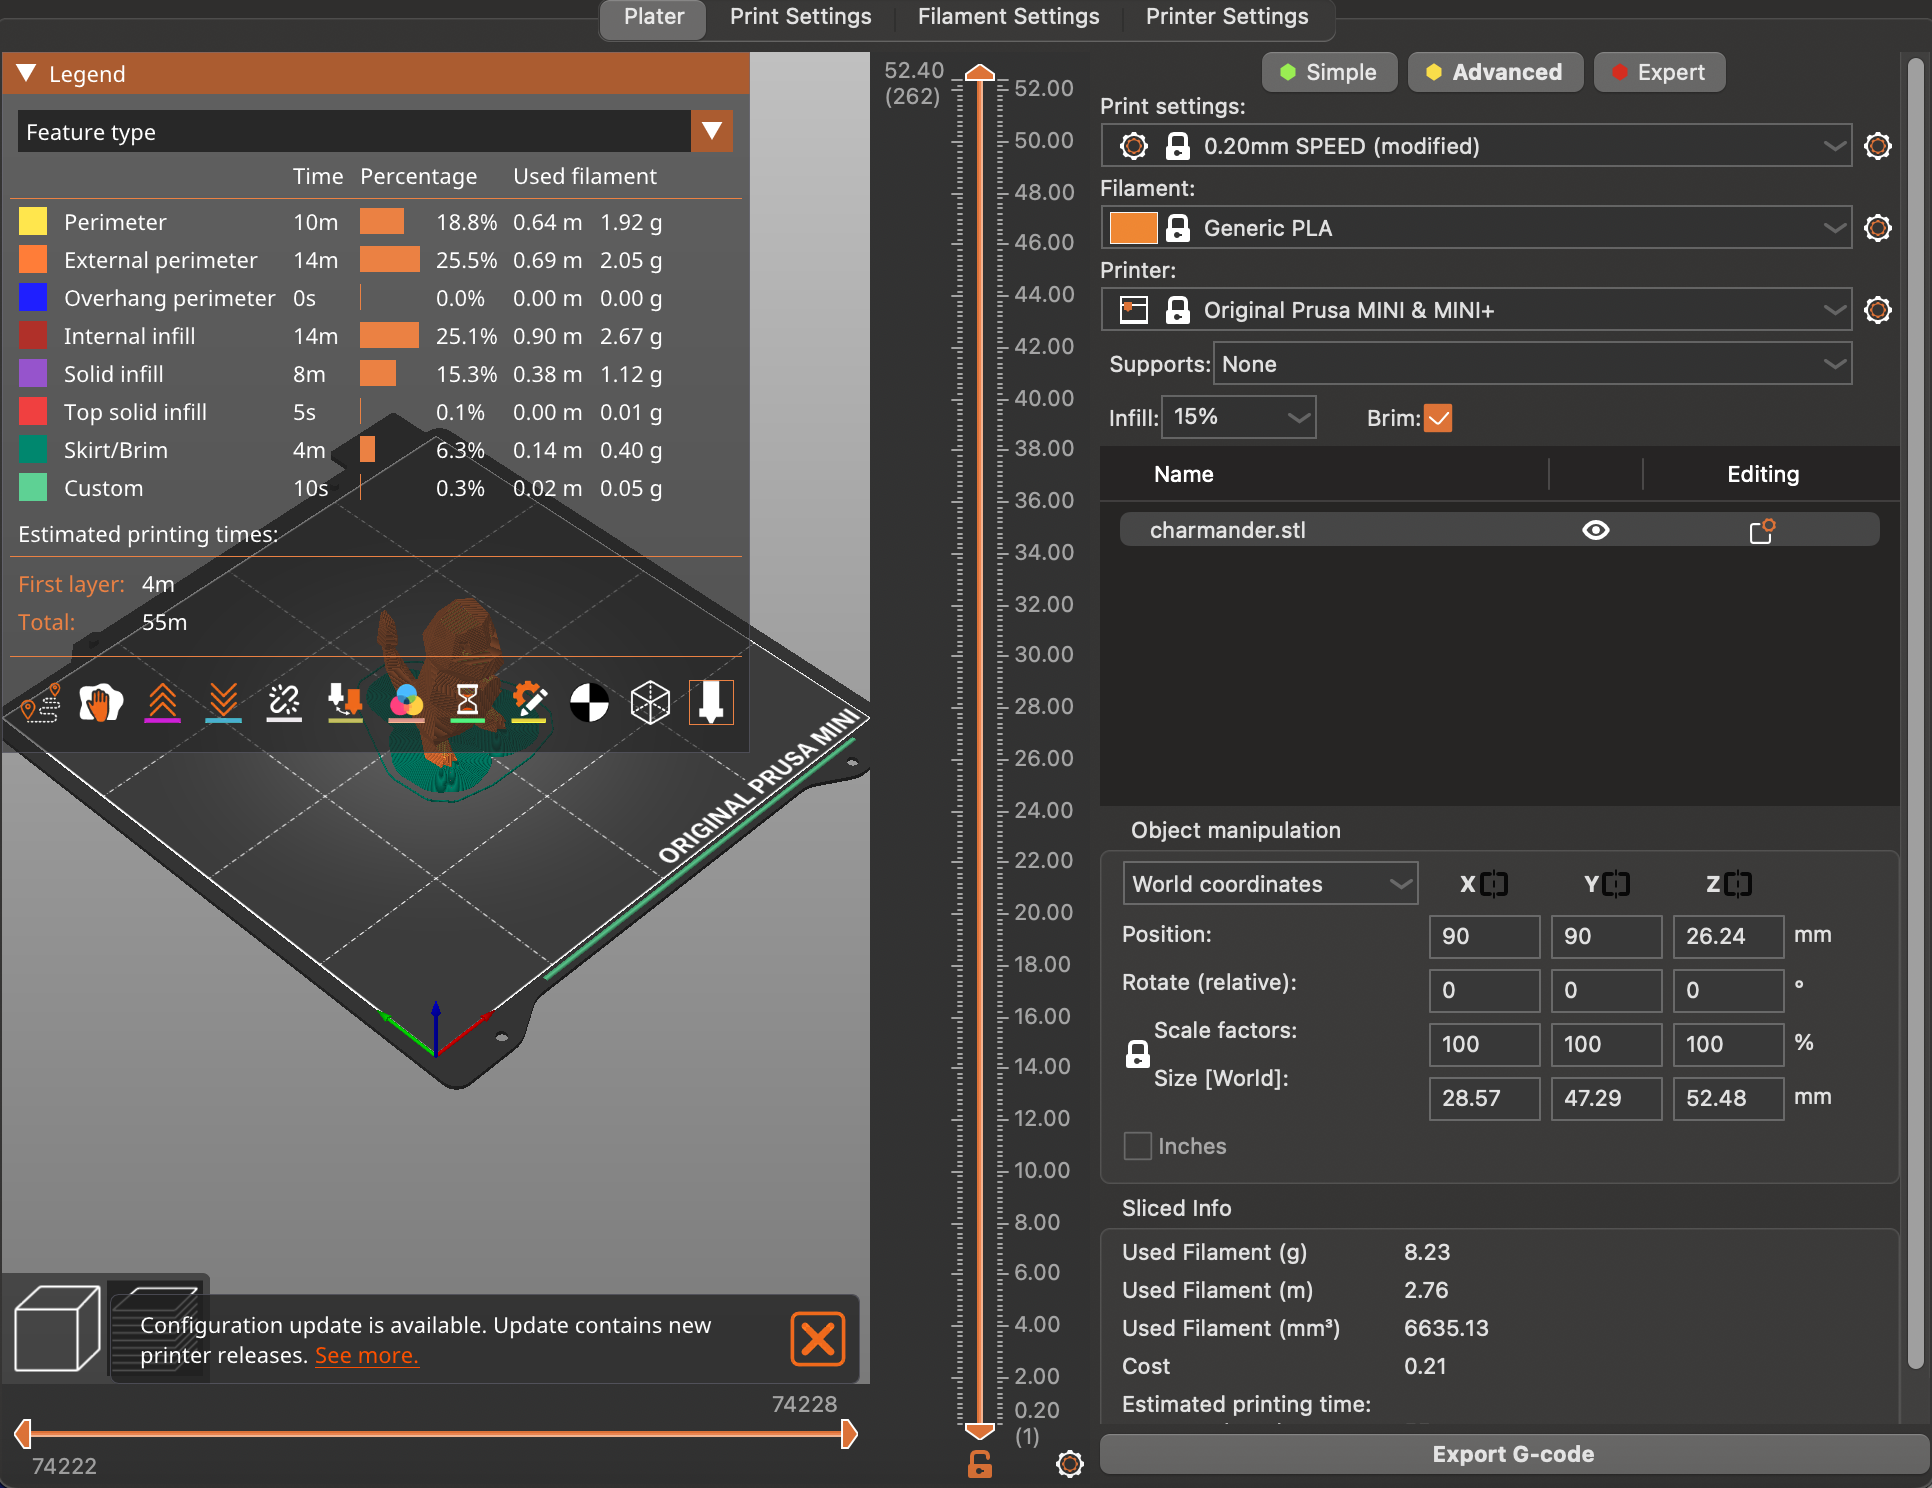 Plater Print Settings Filament Settings Printer Settings
Legend
Feature type
Time Percentage Used filament
Perimeter 10m 18.8% 0.64 m 1.92 g
External perimeter 14m 25.5% 0.69 m 2.05 g
Overhang perimeter 0s 0.0% 0.00 m 0.00 g
Internal infill 14m 25.1% 0.90 m 2.67 g
Solid infill 8m 15.3% 0.38 m 1.12 g
Top solid infill 5s 0.1% 0.00 m 0.01 g
Skirt/Brim 4m 6.3% 0.14 m 0.40 g
Custom 10s 0.3% 0.02 m 0.05 g
Estimated printing times:
First layer: 4m
Total: 55m
ORIGINAL PRUSA MINI
Configuration update is available. Update contains new
printer releases. See more.
74228
74222
52.40
(262)
52.00
50.00
48.00
46.00
44.00
42.00
40.00
38.00
36.00
34.00
32.00
30.00
28.00
26.00
24.00
22.00
20.00
18.00
16.00
14.00
12.00
10.00
8.00
6.00
4.00
2.00
0.20
(1)
Simple Advanced Expert
Print settings:
0.20mm SPEED (modified)
Filament:
Generic PLA
Printer:
Original Prusa MINI & MINI+
Supports: None
Infill: 15% Brim:
Name Editing
charmander.stl
Object manipulation
World coordinates X Y Z
Position: 90 90 26.24 mm
Rotate (relative): 0 0 0 °
Scale factors: 100 100 100 %
Size [World]: 28.57 47.29 52.48 mm
Inches
Sliced Info
Used Filament (g) 8.23
Used Filament (m) 2.76
Used Filament (mm³) 6635.13
Cost 0.21
Estimated printing time:
Export G-code